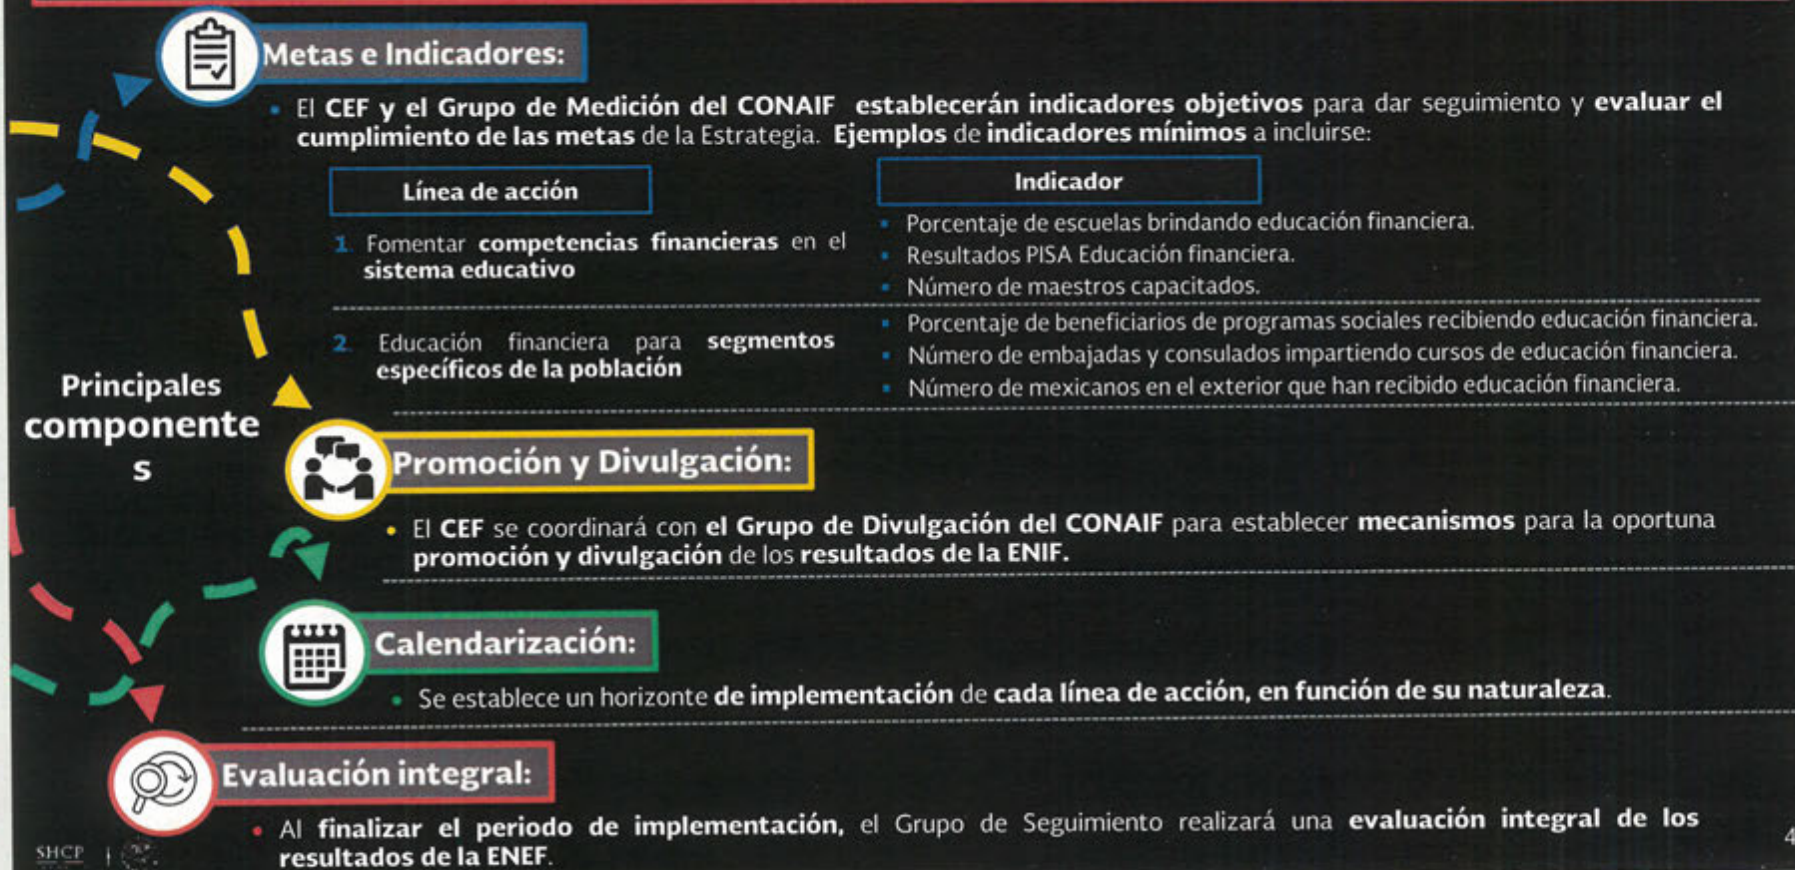 Metas e Indicadores:
El CEF y el Grupo de Medición del CONAIF establecerán indicadores objetivos para dar seguimiento y evaluar el
cumplimiento de las metas de la Estrategia. Ejemplos de indicadores mínimos a incluirse:
Línea de acción
Indicador
1. Fomentar competencias financieras en el
sistema educativo
Porcentaje de escuelas brindando educación financiera.
Resultados PISA Educación financiera.
Número de maestros capacitados.
2. Educación financiera para segmentos
específicos de la población
Porcentaje de beneficiarios de programas sociales recibiendo educación financiera.
Número de embajadas y consulados impartiendo cursos de educación financiera.
Número de mexicanos en el exterior que han recibido educación financiera.
Principales
componente
s
Promoción y Divulgación:
El CEF se coordinará con el Grupo de Divulgación del CONAIF para establecer mecanismos para la oportuna
promoción y divulgación de los resultados de la ENIF.
Calendarización:
Se establece un horizonte de implementación de cada línea de acción, en función de su naturaleza.
Evaluación integral:
Al finalizar el periodo de implementación, el Grupo de Seguimiento realizará una evaluación integral de los
resultados de la ENEF.
SHCP
4